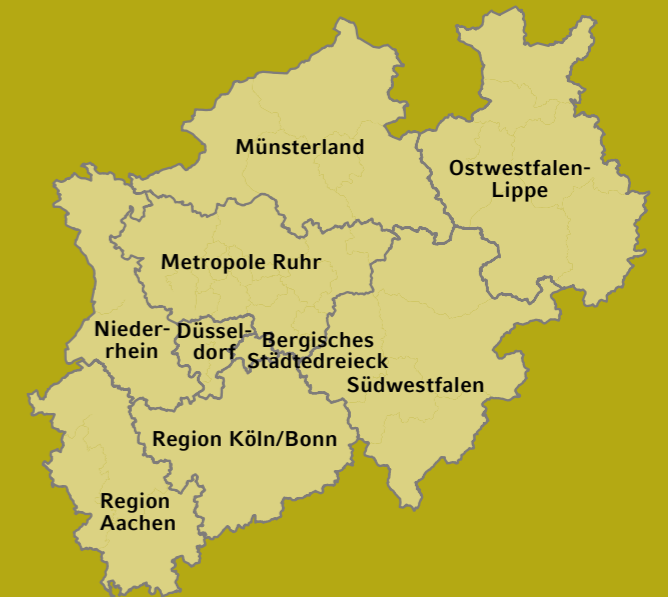 Münsterland
Ostwestfalen-
Lippe
Metropole Ruhr
Nieder-
rhein
Düssel-
dorf
Bergisches
Städtedreieck
Südwestfalen
Region Köln/Bonn
Region
Aachen